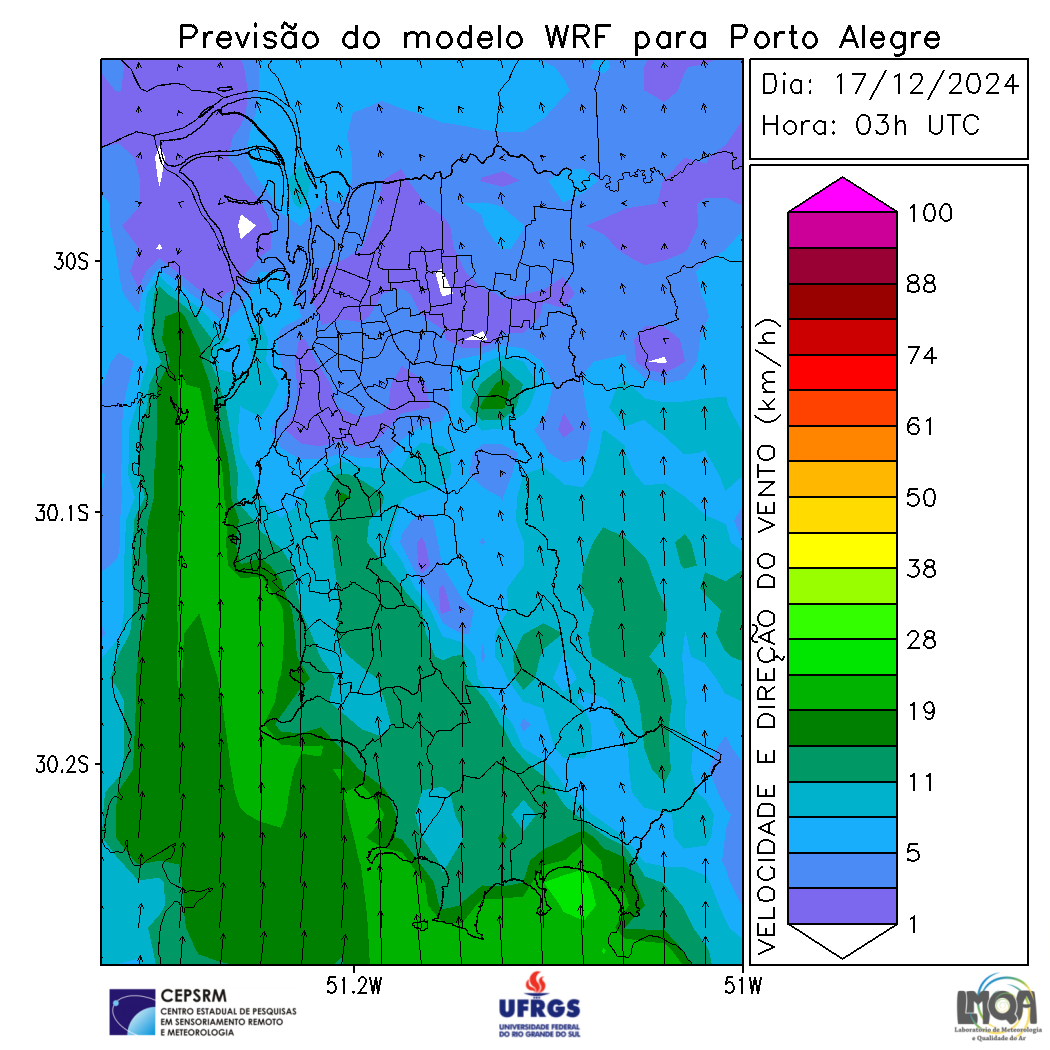 Previsão do modelo WRF para Porto Alegre
Dia: 17/12/2024
Hora: 03h UTC
30S
30.1S
30.2S
51.2W
51W
VELOCIDADE E DIREÇÃO DO VENTO (km/h)
100
88
74
61
50
38
28
19
11
5
1
CEPSRM
CENTRO ESTADUAL DE PESQUISAS
EM SENSORIAMENTO REMOTO
E METEOROLOGIA
UFRGS
UNIVERSIDADE FEDERAL
DO RIO GRANDE DO SUL
LMQA
Laboratório de Meteorologia
e Qualidade do Ar